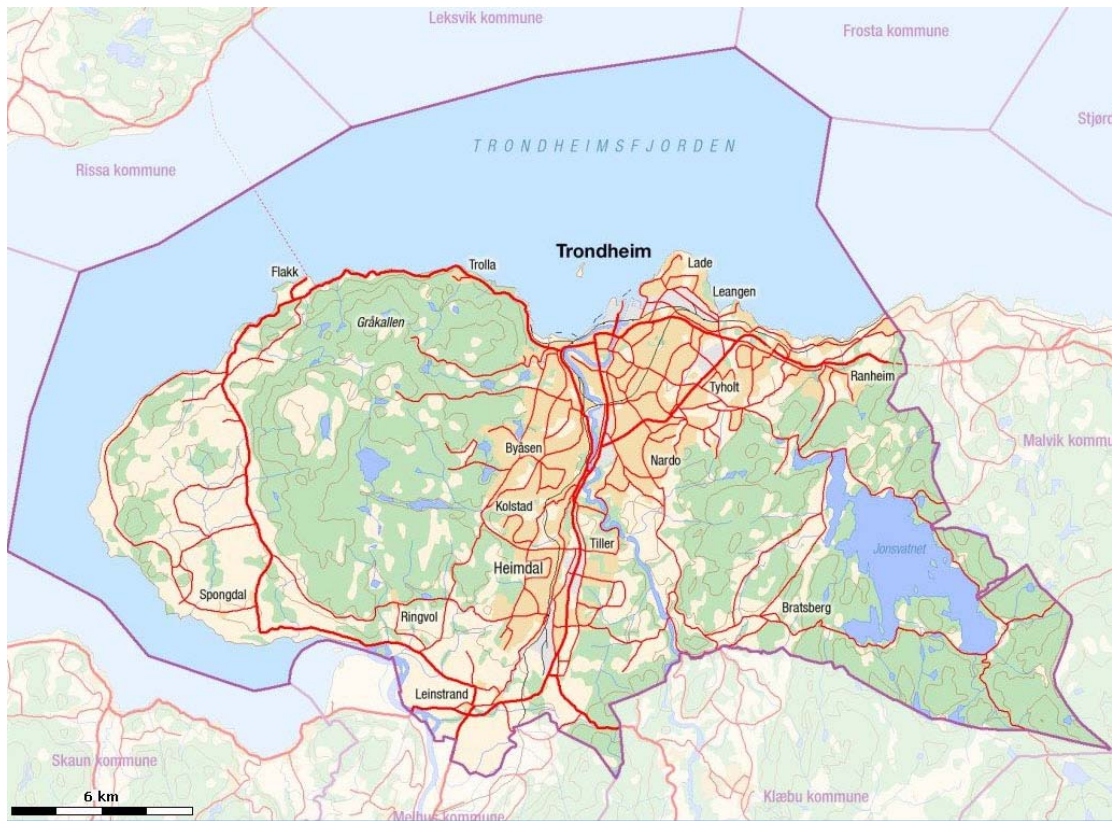 Leksvik kommune
Frosta kommune
Stjørd
TRONDHEIMSFJORDEN
Rissa kommune
Trondheim
Lade
Trolla
Flakk
Leangen
Gråkallen
Ranheim
Tyholt
Malvik kommu
Byåsen
Nardo
Kolstad
Tiller
Jonsvatnet
Heimdal
Spongdal
Bratsberg
Ringvol
Leinstrand
Skaun kommune
6 km
Klæbu kommune
Melhus kommune